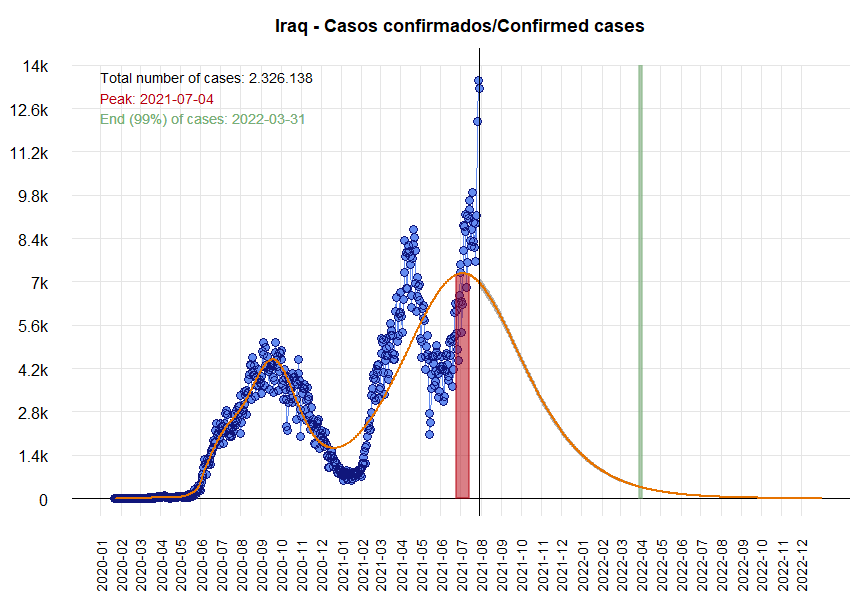 Iraq - Casos confirmados/Confirmed cases
14k
12.6k
11.2k
9.8k
8.4k
7k
5.6k
4.2k
2.8k
1.4k
0
Total number of cases: 2.326.138
Peak: 2021-07-04
End (99%) of cases: 2022-03-31
2020-01
2020-02
2020-03
2020-04
2020-05
2020-06
2020-07
2020-08
2020-09
2020-10
2020-11
2020-12
2021-01
2021-02
2021-03
2021-04
2021-05
2021-06
2021-07
2021-08
2021-09
2021-10
2021-11
2021-12
2022-01
2022-02
2022-03
2022-04
2022-05
2022-06
2022-07
2022-08
2022-09
2022-10
2022-11
2022-12